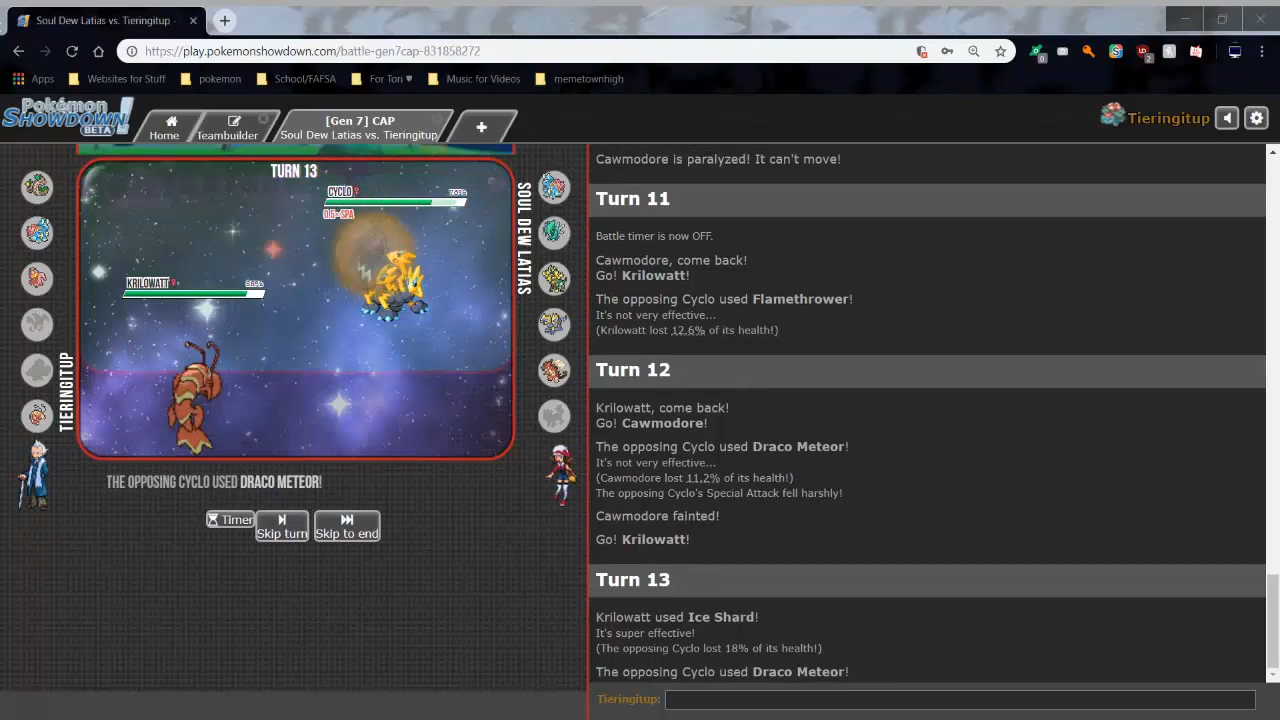 Soul Dew Latias vs. Tieringitup -
https://play.pokemonshowdown.com/battle-gen7cap-831858272
0
2
Apps
Websites for Stuff
pokemon
School/FAFSA
For Tori ♥
Music for Videos
memetownhigh
Pokémon
SHOWDOWN!
BETA
Home
Teambuilder
[Gen 7] CAP
Soul Dew Latias vs. Tieringitup
Tieringitup
TURN 13
CYCLO
0.5× SPA
KRILOWATT
88%
TIERINGITUP
SOUL DEW LATIAS
THE OPPOSING CYCLO USED DRACO METEOR!
Timer
Skip turn
Skip to end
Cawmodore is paralyzed! It can't move!
Turn 11
Battle timer is now OFF.
Cawmodore, come back!
Go! Krilowatt!
The opposing Cyclo used Flamethrower!
It's not very effective...
(Krilowatt lost 12.6% of its health!)
Turn 12
Krilowatt, come back!
Go! Cawmodore!
The opposing Cyclo used Draco Meteor!
It's not very effective...
(Cawmodore lost 11.2% of its health!)
The opposing Cyclo's Special Attack fell harshly!
Cawmodore fainted!
Go! Krilowatt!
Turn 13
Krilowatt used Ice Shard!
It's super effective!
(The opposing Cyclo lost 18% of its health!)
The opposing Cyclo used Draco Meteor!
Tieringitup: